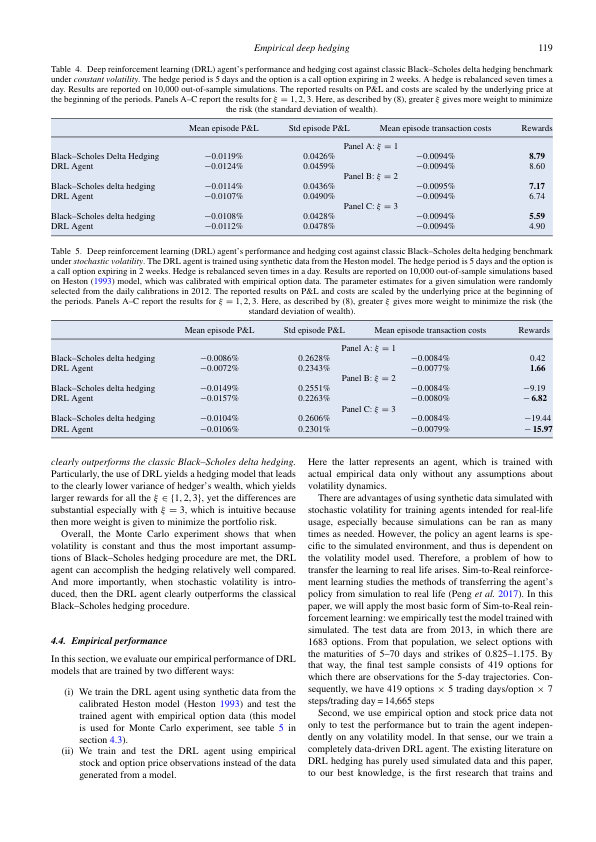 Empirical deep hedging 119
Table 4. Deep reinforcement learning (DRL) agent's performance and hedging cost against classic Black–Scholes delta hedging benchmark
under constant volatility. The hedge period is 5 days and the option is a call option expiring in 2 weeks. A hedge is rebalanced seven times a
day. Results are reported on 10,000 out-of-sample simulations. The reported results on P&L and costs are scaled by the underlying price at
the beginning of the periods. Panels A–C report the results for ξ = 1, 2, 3. Here, as described by (8), greater ξ gives more weight to minimize
the risk (the standard deviation of wealth).
Mean episode P&L Std episode P&L Mean episode transaction costs Rewards
Panel A: ξ = 1
Black–Scholes Delta Hedging −0.0119% 0.0426% −0.0094% 8.79
DRL Agent −0.0124% 0.0459% −0.0094% 8.60
Panel B: ξ = 2
Black–Scholes delta hedging −0.0114% 0.0436% −0.0095% 7.17
DRL Agent −0.0107% 0.0490% −0.0094% 6.74
Panel C: ξ = 3
Black–Scholes delta hedging −0.0108% 0.0428% −0.0094% 5.59
DRL Agent −0.0112% 0.0478% −0.0094% 4.90
Table 5. Deep reinforcement learning (DRL) agent's performance and hedging cost against classic Black–Scholes delta hedging benchmark
under stochastic volatility. The DRL agent is trained using synthetic data from the Heston model. The hedge period is 5 days and the option is
a call option expiring in 2 weeks. Hedge is rebalanced seven times in a day. Results are reported on 10,000 out-of-sample simulations based
on Heston (1993) model, which was calibrated with empirical option data. The parameter estimates for a given simulation were randomly
selected from the daily calibrations in 2012. The reported results on P&L and costs are scaled by the underlying price at the beginning of
the periods. Panels A–C report the results for ξ = 1, 2, 3. Here, as described by (8), greater ξ gives more weight to minimize the risk (the
standard deviation of wealth).
Mean episode P&L Std episode P&L Mean episode transaction costs Rewards
Panel A: ξ = 1
Black–Scholes delta hedging −0.0086% 0.2628% −0.0084% 0.42
DRL Agent −0.0072% 0.2343% −0.0077% 1.66
Panel B: ξ = 2
Black–Scholes delta hedging −0.0149% 0.2551% −0.0084% −9.19
DRL Agent −0.0157% 0.2263% −0.0080% − 6.82
Panel C: ξ = 3
Black–Scholes delta hedging −0.0104% 0.2606% −0.0084% −19.44
DRL Agent −0.0106% 0.2301% −0.0079% − 15.97
clearly outperforms the classic Black–Scholes delta hedging.
Particularly, the use of DRL yields a hedging model that leads
to the clearly lower variance of hedger's wealth, which yields
larger rewards for all the ξ ∈ {1, 2, 3}, yet the differences are
substantial especially with ξ = 3, which is intuitive because
then more weight is given to minimize the portfolio risk.
Overall, the Monte Carlo experiment shows that when
volatility is constant and thus the most important assump-
tions of Black–Scholes hedging procedure are met, the DRL
agent can accomplish the hedging relatively well compared.
And more importantly, when stochastic volatility is intro-
duced, then the DRL agent clearly outperforms the classical
Black–Scholes hedging procedure.
4.4. Empirical performance
In this section, we evaluate our empirical performance of DRL
models that are trained by two different ways:
(i) We train the DRL agent using synthetic data from the
calibrated Heston model (Heston 1993) and test the
trained agent with empirical option data (this model
is used for Monte Carlo experiment, see table 5 in
section 4.3).
(ii) We train and test the DRL agent using empirical
stock and option price observations instead of the data
generated from a model.
Here the latter represents an agent, which is trained with
actual empirical data only without any assumptions about
volatility dynamics.
There are advantages of using synthetic data simulated with
stochastic volatility for training agents intended for real-life
usage, especially because simulations can be ran as many
times as needed. However, the policy an agent learns is spe-
cific to the simulated environment, and thus is dependent on
the volatility model used. Therefore, a problem of how to
transfer the learning to real life arises. Sim-to-Real reinforce-
ment learning studies the methods of transferring the agent's
policy from simulation to real life (Peng et al. 2017). In this
paper, we will apply the most basic form of Sim-to-Real rein-
forcement learning: we empirically test the model trained with
simulated. The test data are from 2013, in which there are
1683 options. From that population, we select options with
the maturities of 5–70 days and strikes of 0.825–1.175. By
that way, the final test sample consists of 419 options for
which there are observations for the 5-day trajectories. Con-
sequently, we have 419 options × 5 trading days/option × 7
steps/trading day = 14,665 steps
Second, we use empirical option and stock price data not
only to test the performance but to train the agent indepen-
dently on any volatility model. In that sense, our we train a
completely data-driven DRL agent. The existing literature on
DRL hedging has purely used simulated data and this paper,
to our best knowledge, is the first research that trains and